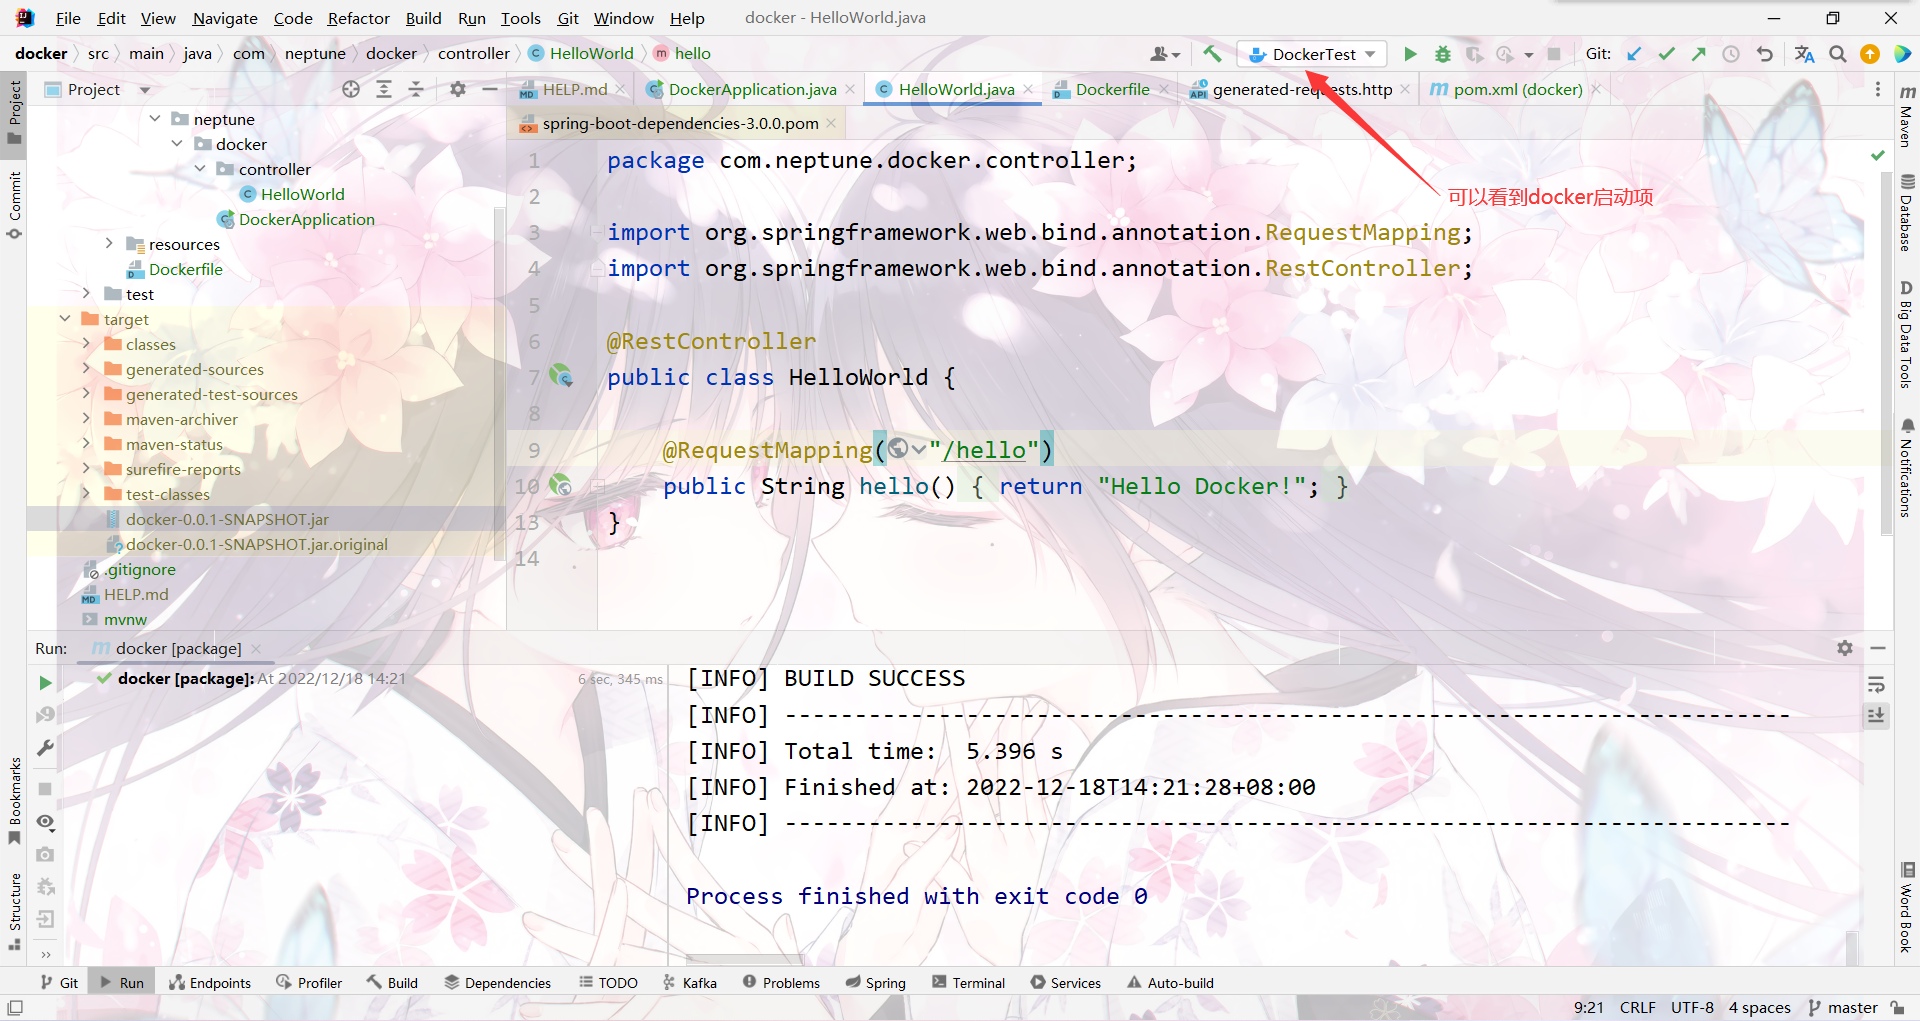 File Edit View Navigate Code Refactor Build Run Tools Git Window Help docker - HelloWorld.java
docker src main java com neptune docker controller HelloWorld hello DockerTest Git:
Project HELP.md DockerApplication.java HelloWorld.java Dockerfile generated-requests.http pom.xml (docker)
spring-boot-dependencies-3.0.0.pom
neptune
docker
controller
HelloWorld
DockerApplication
resources
Dockerfile
test
target
classes
generated-sources
generated-test-sources
maven-archiver
maven-status
surefire-reports
test-classes
docker-0.0.1-SNAPSHOT.jar
docker-0.0.1-SNAPSHOT.jar.original
.gitignore
HELP.md
mvnw
1 package com.neptune.docker.controller;
2
3 import org.springframework.web.bind.annotation.RequestMapping;
4 import org.springframework.web.bind.annotation.RestController;
5
6 @RestController
7 public class HelloWorld {
8
9 @RequestMapping("/hello")
10 public String hello() { return "Hello Docker!"; }
13 }
14
可以看到docker启动项
Project
Commit
Bookmarks
Structure
Maven
Database
Big Data Tools
Notifications
Word Book
Run: docker [package]
docker [package]: At 2022/12/18 14:21 6 sec, 345 ms
[INFO] BUILD SUCCESS
[INFO] ------------------------------------------------------------------------
[INFO] Total time:  5.396 s
[INFO] Finished at: 2022-12-18T14:21:28+08:00
[INFO] ------------------------------------------------------------------------
Process finished with exit code 0
Git Run Endpoints Profiler Build Dependencies TODO Kafka Problems Spring Terminal Services Auto-build
9:21 CRLF UTF-8 4 spaces master